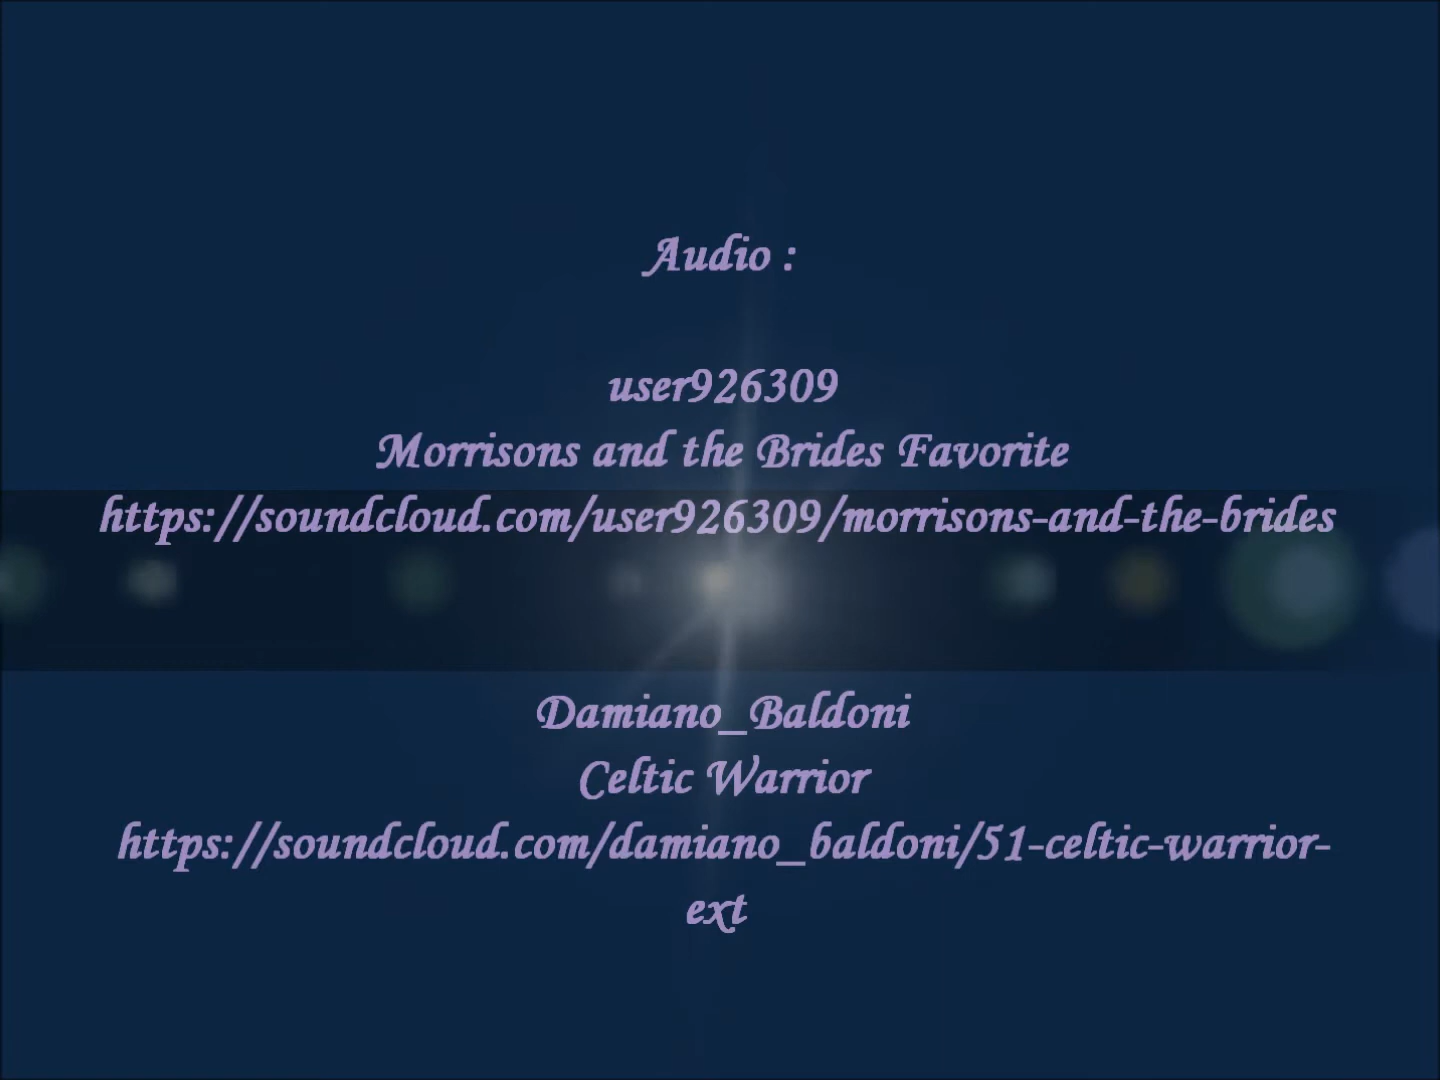 Audio :
user926309
Morrisons and the Brides Favorite
https://soundcloud.com/user926309/morrisons-and-the-brides
Damiano_Baldoni
Celtic Warrior
https://soundcloud.com/damiano_baldoni/51-celtic-warrior-
ext